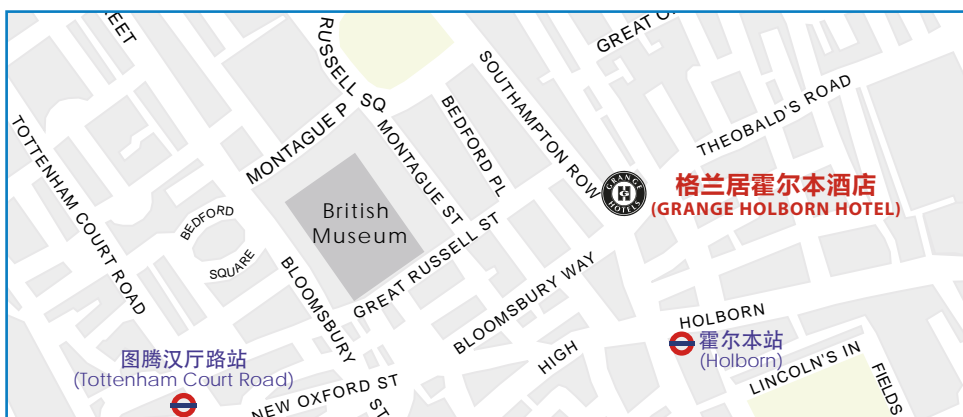 REET
RUSSELL SQ
GREAT O
SOUTHAMPTON ROW
THEOBALD'S ROAD
BEDFORD PL
MONTAGUE P
MONTAGUE ST
TOTTENHAM COURT ROAD
GRANGE
HOTELS
格兰居霍尔本酒店
(GRANGE HOLBORN HOTEL)
BEDFORD
SQUARE
British
Museum
GREAT RUSSELL ST
BLOOMSBURY ST
BLOOMSBURY WAY
HOLBORN
HIGH
霍尔本站
(Holborn)
图腾汉厅路站
(Tottenham Court Road)
NEW OXFORD ST
LINCOLN'S IN
FIELDS